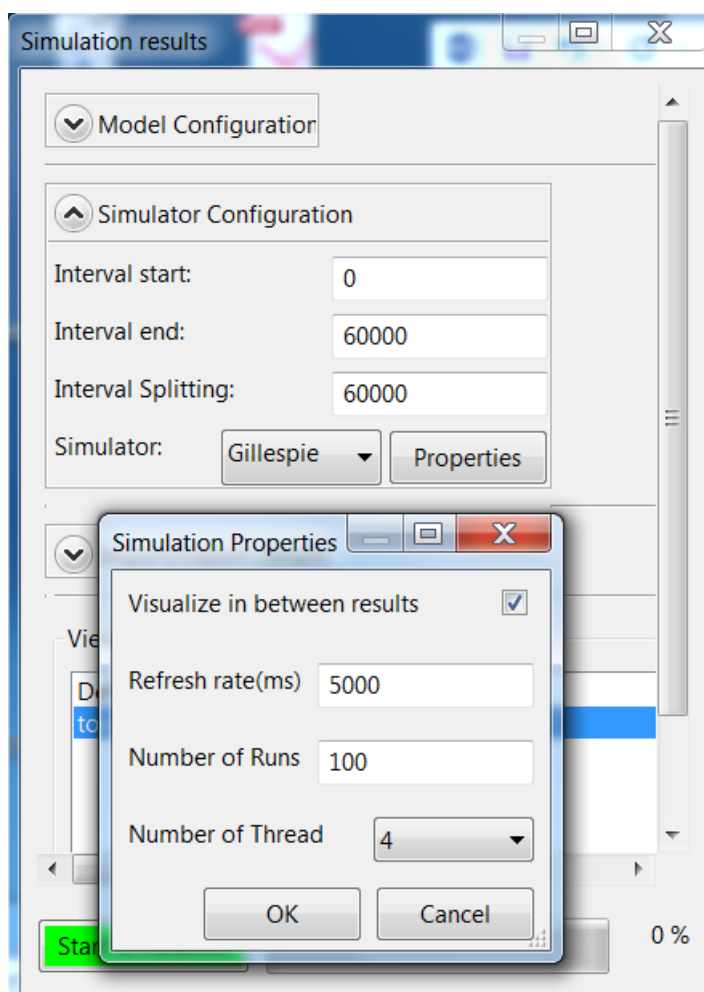 Simulation results
Model Configuration
Simulator Configuration
Interval start: 0
Interval end: 60000
Interval Splitting: 60000
Simulator: Gillespie Properties
Simulation Properties
Visualize in between results
Refresh rate(ms) 5000
Number of Runs 100
Number of Thread 4
OK Cancel
0 %